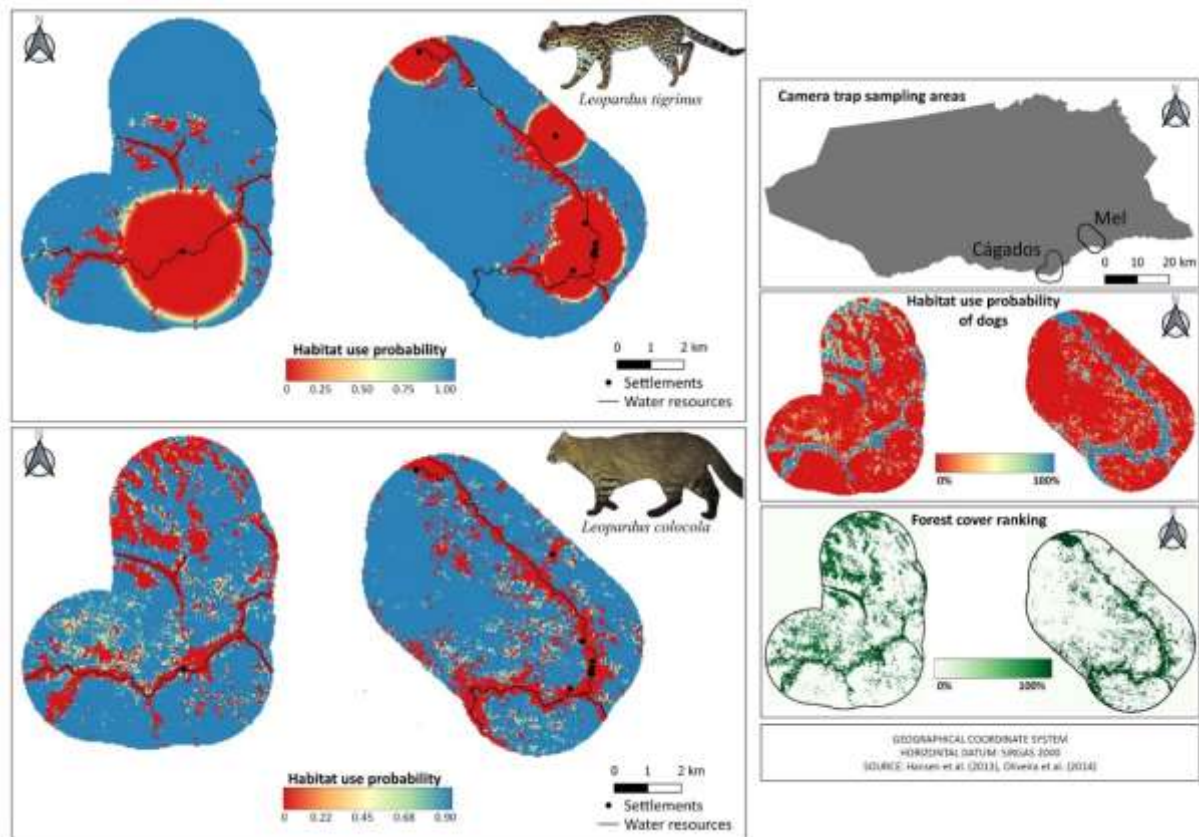 N
N
Leopardus tigrinus
Habitat use probability
0 0.25 0.50 0.75 1.00
0 1 2 km
Settlements
Water resources
N
Leopardus colocola
Habitat use probability
0 0.22 0.45 0.68 0.90
0 1 2 km
Settlements
Water resources
Camera trap sampling areas
N
Mel
Cágados
0 10 20 km
Habitat use probability
of dogs
N
0% 100%
Forest cover ranking
N
0% 100%
GEOGRAPHICAL COORDINATE SYSTEM
HORIZONTAL DATUM: SIRGAS 2000
SOURCE: Hansen et al. (2013), Oliveira et al. (2014)